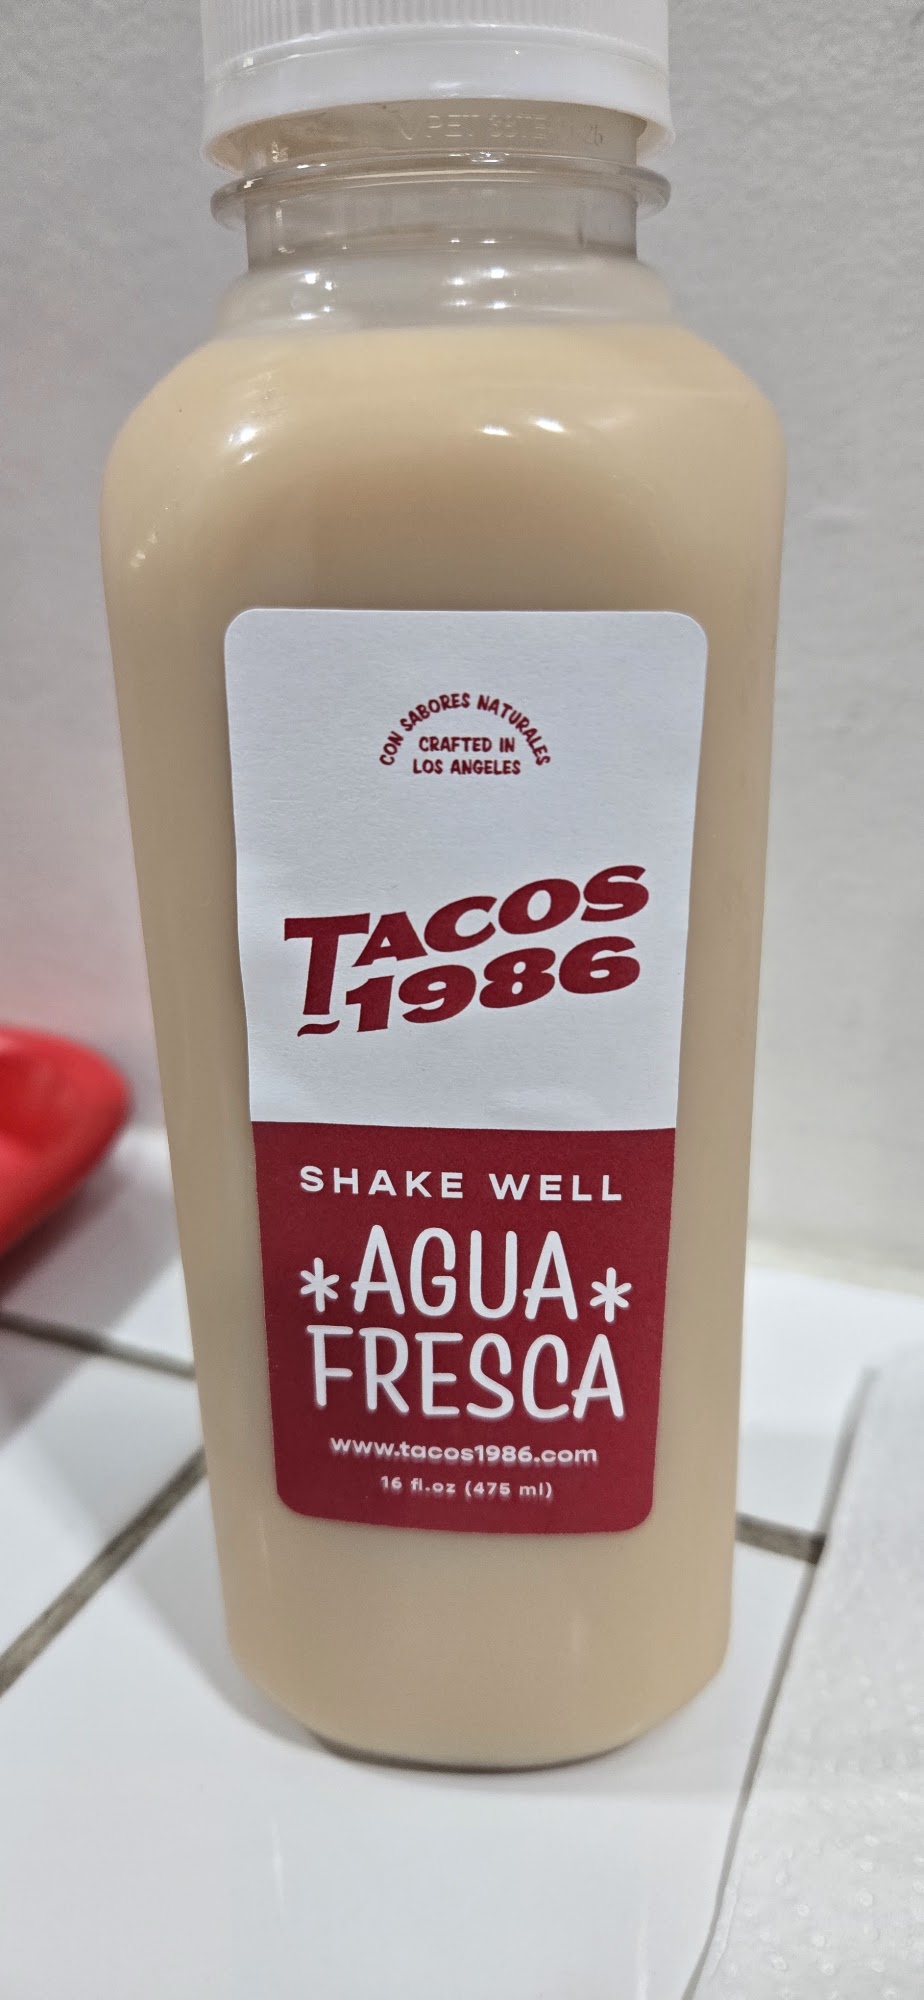 CON SABORES NATURALES
CRAFTED IN
LOS ANGELES
TACOS
1986
SHAKE WELL
*AGUA*
FRESCA
www.tacos1986.com
16 fl.oz (475 ml)